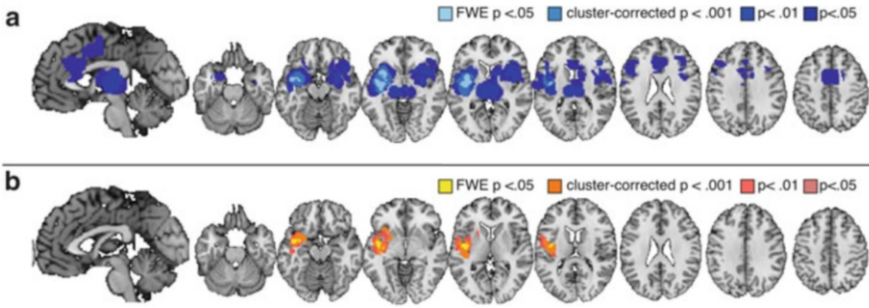 a
FWE p <.05 cluster-corrected p < .001 p< .01 p<.05
b
FWE p <.05 cluster-corrected p < .001 p< .01 p<.05